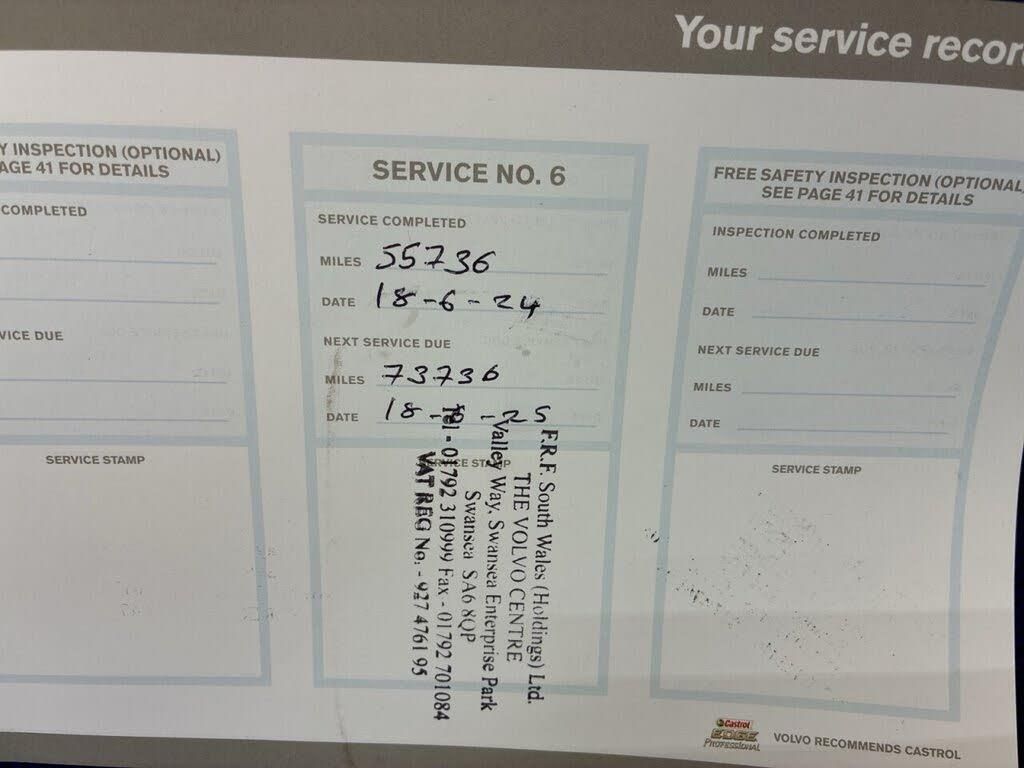 Your service recor
Y INSPECTION (OPTIONAL)
AGE 41 FOR DETAILS
COMPLETED
VICE DUE
SERVICE STAMP
SERVICE NO. 6
SERVICE COMPLETED
MILES 55736
DATE 18-6-24
NEXT SERVICE DUE
MILES 73736
DATE 18- -25
SERVICE STAMP
F.R.F. South Wales (Holdings) Ltd.
THE VOLVO CENTRE
Valley Way, Swansea Enterprise Park
Swansea SA6 8QP
Tel - 01792 310999 Fax - 01792 701084
VAT REG No. - 927 4761 95
FREE SAFETY INSPECTION (OPTIONAL
SEE PAGE 41 FOR DETAILS
INSPECTION COMPLETED
MILES
DATE
NEXT SERVICE DUE
MILES
DATE
SERVICE STAMP
Castrol
EDGE
PROFESSIONAL
VOLVO RECOMMENDS CASTROL